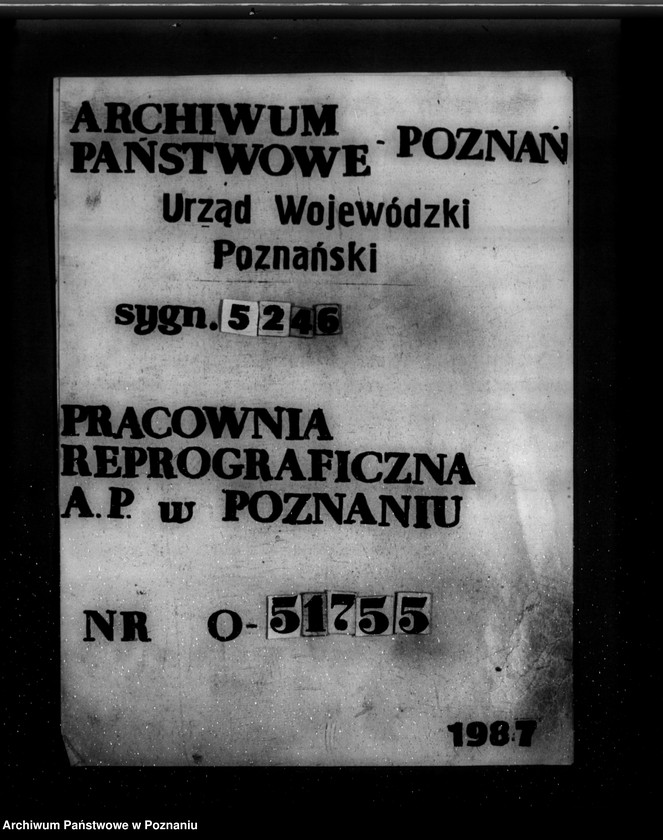 ARCHIWUM
PAŃSTWOWE - POZNAŃ
Urząd Wojewódzki
Poznański
sygn. 5246
PRACOWNIA
REPROGRAFICZNA
A.P. w POZNANIU
NR O-51755
1987
Archiwum Państwowe w Poznaniu